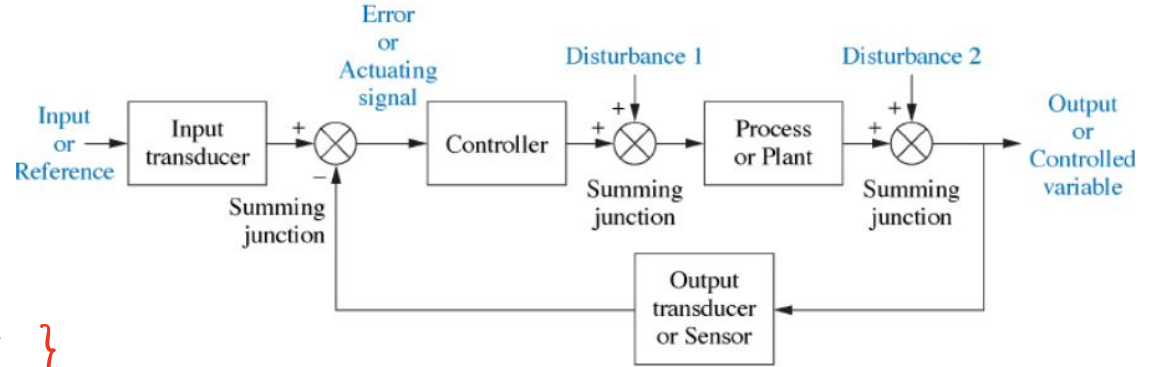 Error
or
Actuating
signal
Disturbance 1
Disturbance 2
Input
or
Reference
Input
transducer
+
−
Summing
junction
Controller
+
+
Summing
junction
Process
or Plant
+
+
Summing
junction
Output
or
Controlled
variable
Output
transducer
or Sensor
}